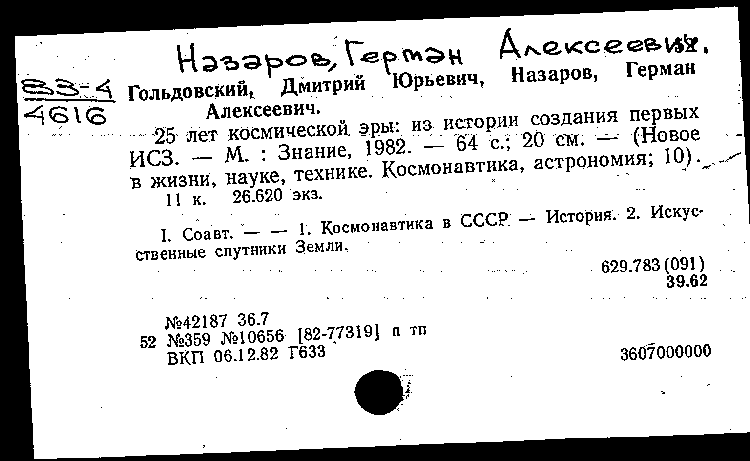 Назаров, Герман Алексеевич.
83-4
4616
Гольдовский, Дмитрий Юрьевич, Назаров, Герман
Алексеевич.
25 лет космической эры: из истории создания первых
ИСЗ. — М. : Знание, 1982. — 64 с.; 20 см. — (Новое
в жизни, науке, технике. Космонавтика, астрономия; 10).
11 к. 26.620 экз.
I. Соавт. — — 1. Космонавтика в СССР — История. 2. Искус-
ственные спутники Земли.
629.783(091)
39.62
№42187 36.7
52 №359 №10656 [82-77319] п тп
ВКП 06.12.82 Г633
3607000000